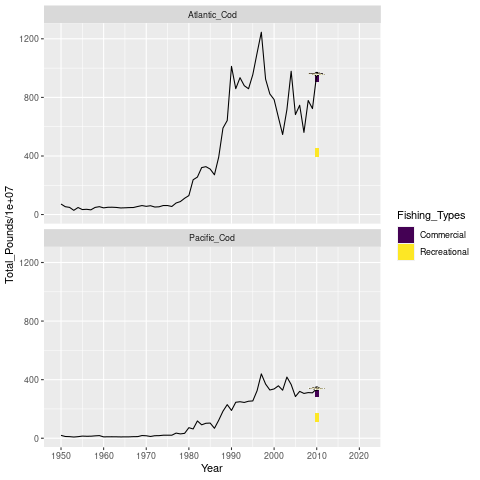 Atlantic_Cod
1200
800
400
0
Pacific_Cod
1200
800
400
0
1950 1960 1970 1980 1990 2000 2010 2020
Year
Total_Pounds/1e+07
Fishing_Types
Commercial
Recreational